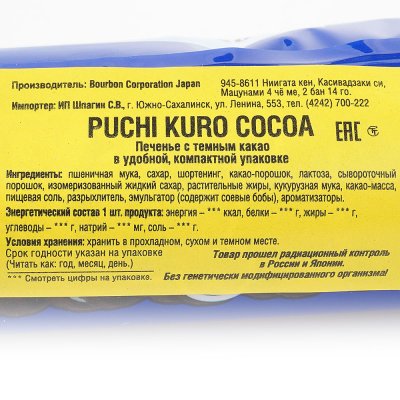 Производитель: Bourbon Corporation Japan 945-8611 Ниигата кен, Касивадзаки си,
Мацунами 4 чё ме, 2 бан 14 го.
Импортер: ИП Шпагин С.В., г. Южно-Сахалинск, ул. Ленина, 553, тел. (4242) 700-222
PUCHI KURO COCOA
EAC
Печенье с темным какао
в удобной, компактной упаковке
Ингредиенты: пшеничная мука, сахар, шортенинг, какао-порошок, лактоза, сывороточный
порошок, изомеризованный жидкий сахар, растительные жиры, кукурузная мука, какао-масса,
пищевая соль, разрыхлитель, эмульгатор (содержит соевые бобы), ароматизаторы.
Энергетический состав 1 шт. продукта: энергия – *** ккал, белки – *** г, жиры – *** г,
углеводы – *** г, натрий – *** мг, соль – *** г.
Условия хранения: хранить в прохладном, сухом и темном месте.
Срок годности указан на упаковке
(Читать как: год, месяц, день.)
*** Смотреть цифры на упаковке.
Товар прошел радиационный контроль
в России и Японии.
Без генетически модифицированного организма!